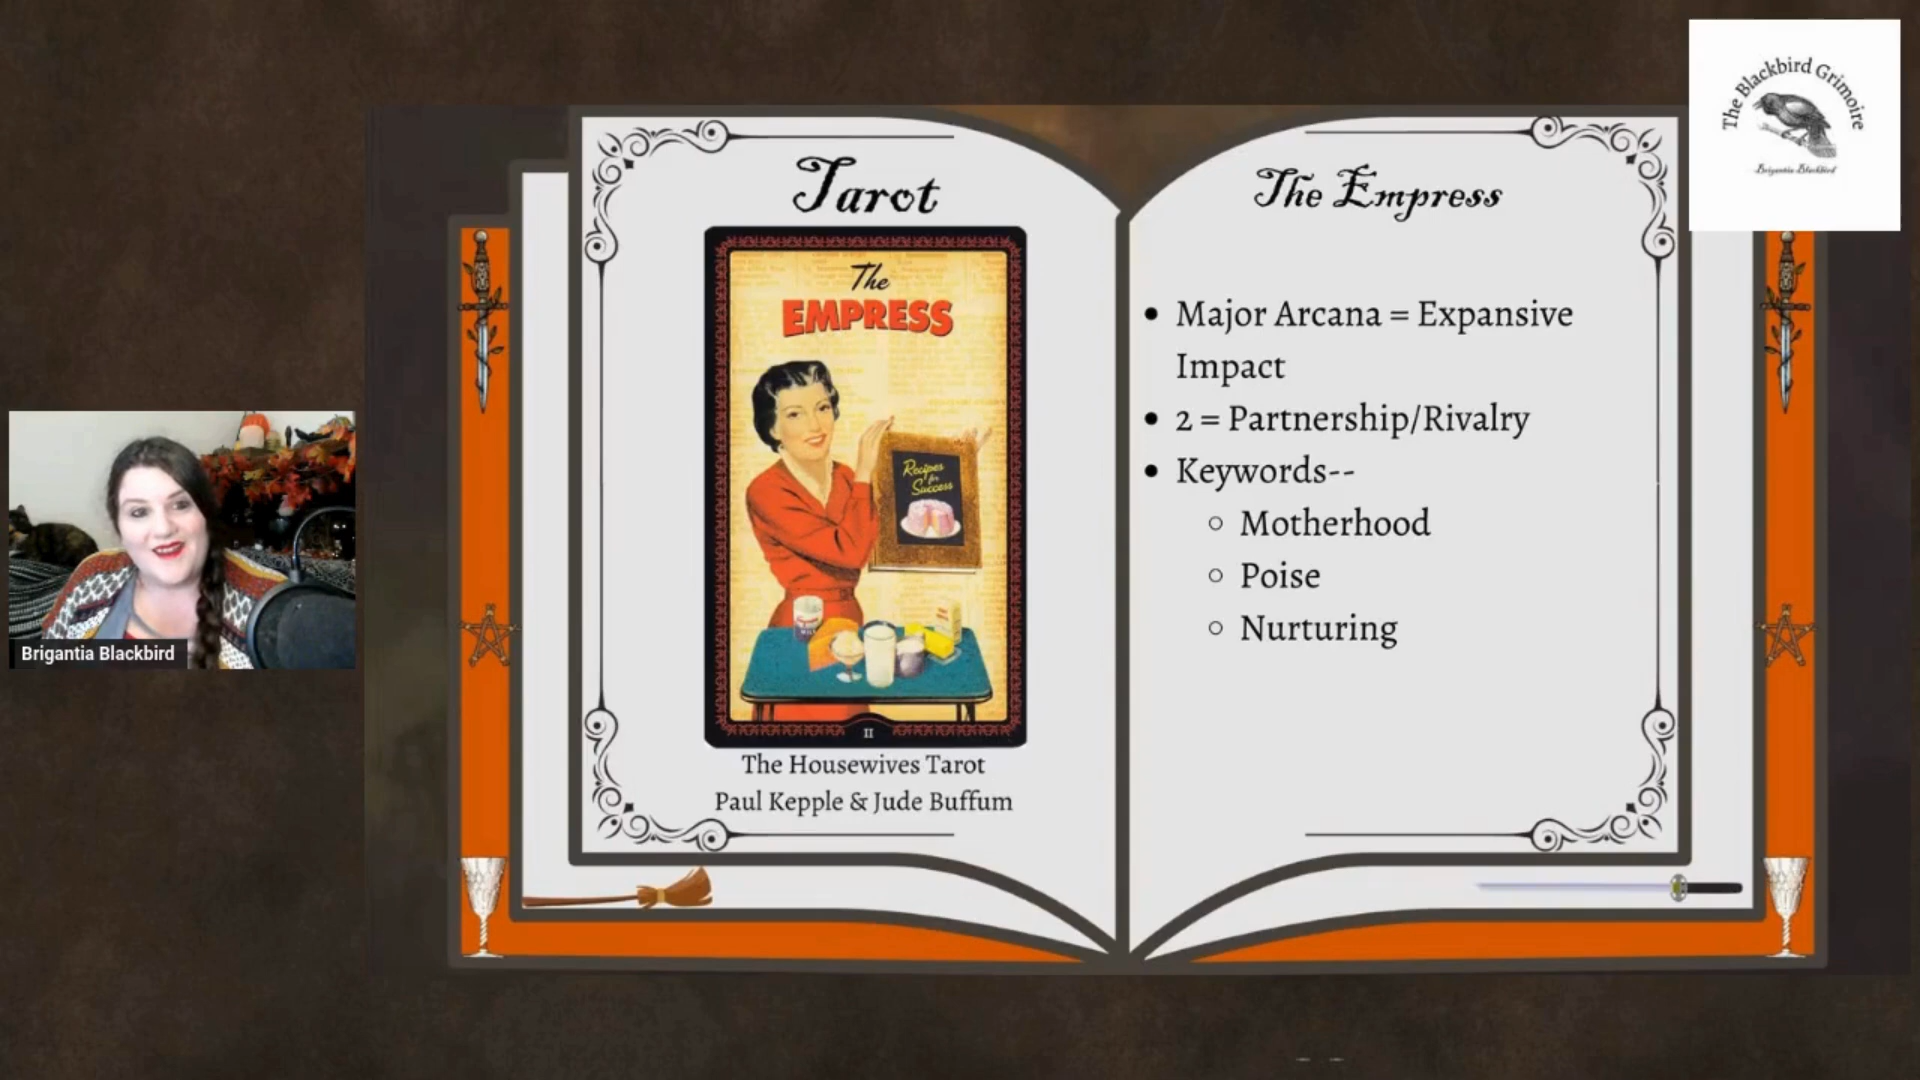 The Blackbird Grimoire
Brigantia Blackbird
Tarot
The
EMPRESS
Recipes
for
Success
II
The Housewives Tarot
Paul Kepple & Jude Buffum
The Empress
• Major Arcana = Expansive
Impact
• 2 = Partnership/Rivalry
• Keywords--
○ Motherhood
○ Poise
○ Nurturing
Brigantia Blackbird